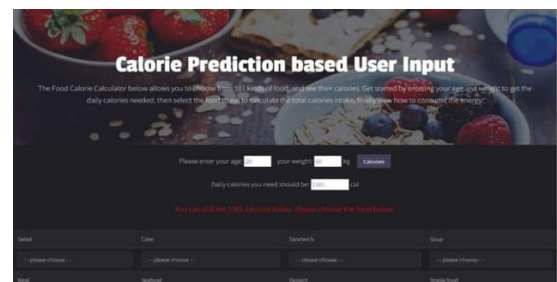 Calorie Prediction based User
Input
The Food Calorie Calculator below allows you to choose from 181 kinds of food, and see their calories. Get started by entering your age and weight to get the
daily calories needed, then select the food to eat to calculate the total calories intake, finally show how to consume the energy.
Please enter your age: your weight: kg Calculate
Daily calories you need should be: 1381 cal
You can still eat 1381 calories today. Please choose the food below.
Salad Cake Sandwich Soup
--please choose-- --please choose-- --please choose-- --please choose--
Meat Seafood Dessert Staple food